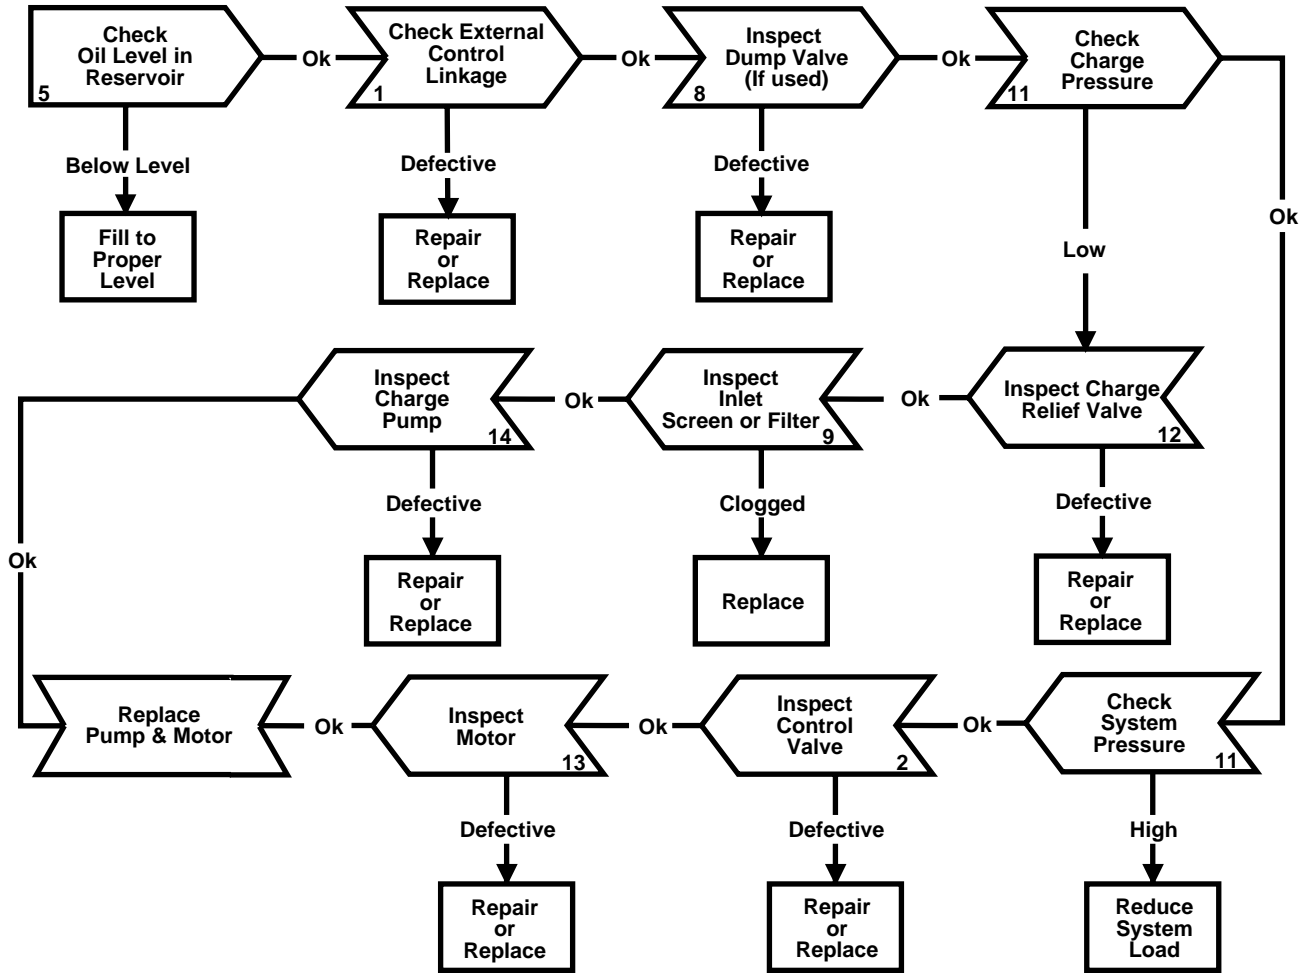 Check
Oil Level in
Reservoir
5
Ok
Check External
Control
Linkage
1
Ok
Inspect
Dump Valve
(If used)
8
Ok
Check
Charge
Pressure
11
Below Level
Defective
Defective
Low
Ok
Fill to
Proper
Level
Repair
or
Replace
Repair
or
Replace
Inspect
Charge
Pump
14
Ok
Inspect
Inlet
Screen or Filter
9
Ok
Inspect Charge
Relief Valve
12
Defective
Clogged
Defective
Ok
Repair
or
Replace
Replace
Repair
or
Replace
Replace
Pump & Motor
Ok
Inspect
Motor
13
Ok
Inspect
Control
Valve
2
Ok
Check
System
Pressure
11
Defective
Defective
High
Repair
or
Replace
Repair
or
Replace
Reduce
System
Load